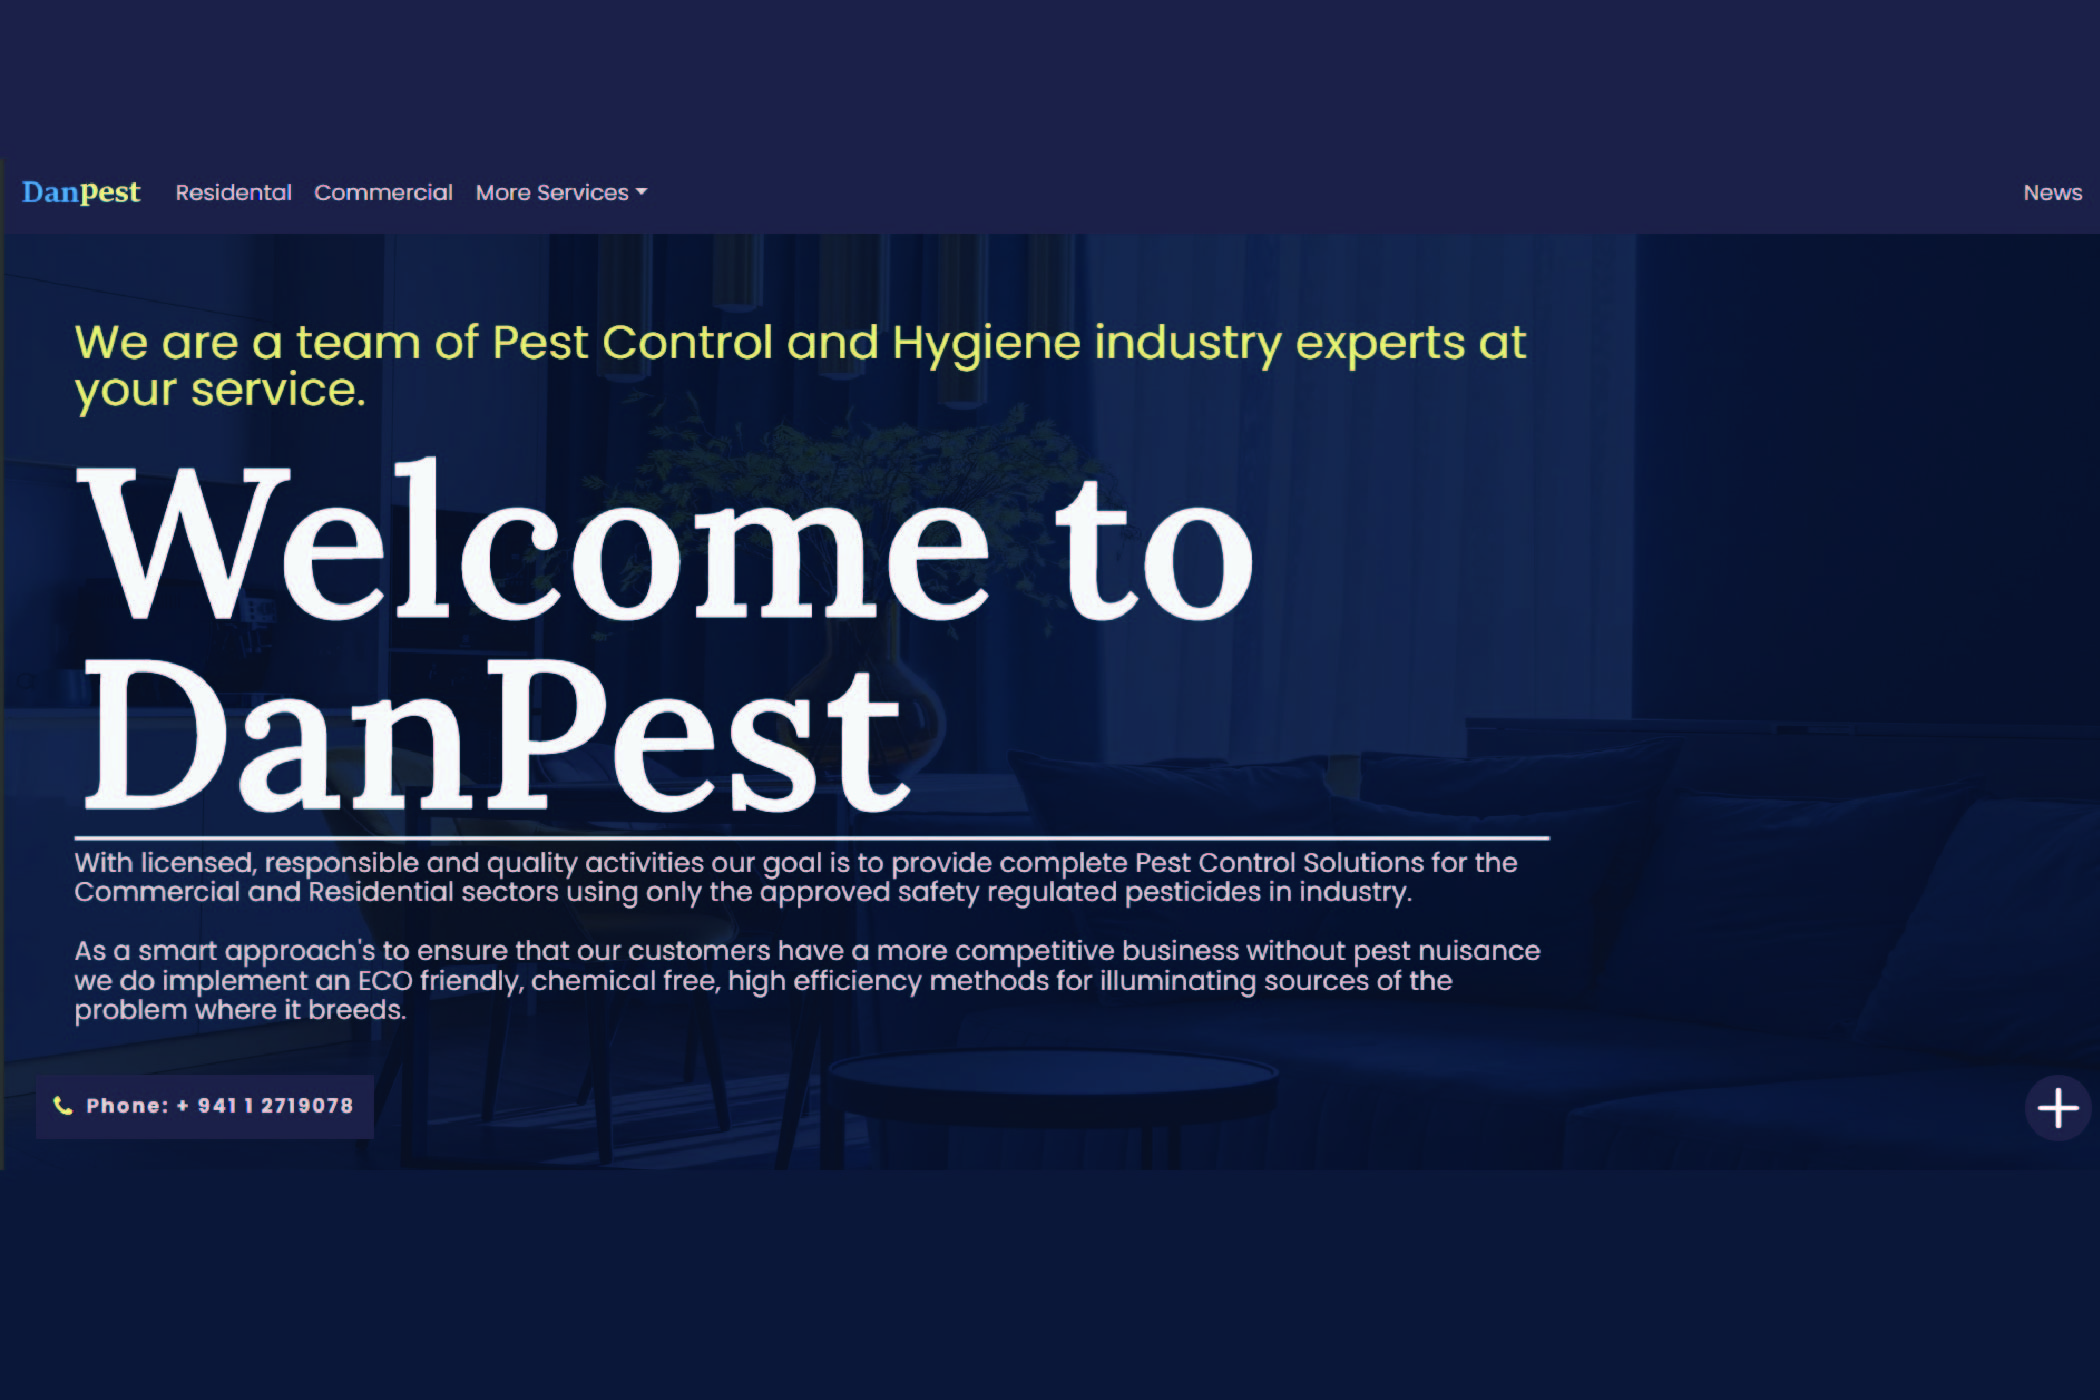 Danpest Residental Commercial More Services News
We are a team of Pest Control and Hygiene industry experts at
your service.
Welcome to
DanPest
With licensed, responsible and quality activities our goal is to provide complete Pest Control Solutions for the
Commercial and Residential sectors using only the approved safety regulated pesticides in industry.
As a smart approach's to ensure that our customers have a more competitive business without pest nuisance
we do implement an ECO friendly, chemical free, high efficiency methods for illuminating sources of the
problem where it breeds.
Phone: + 941 1 2719078